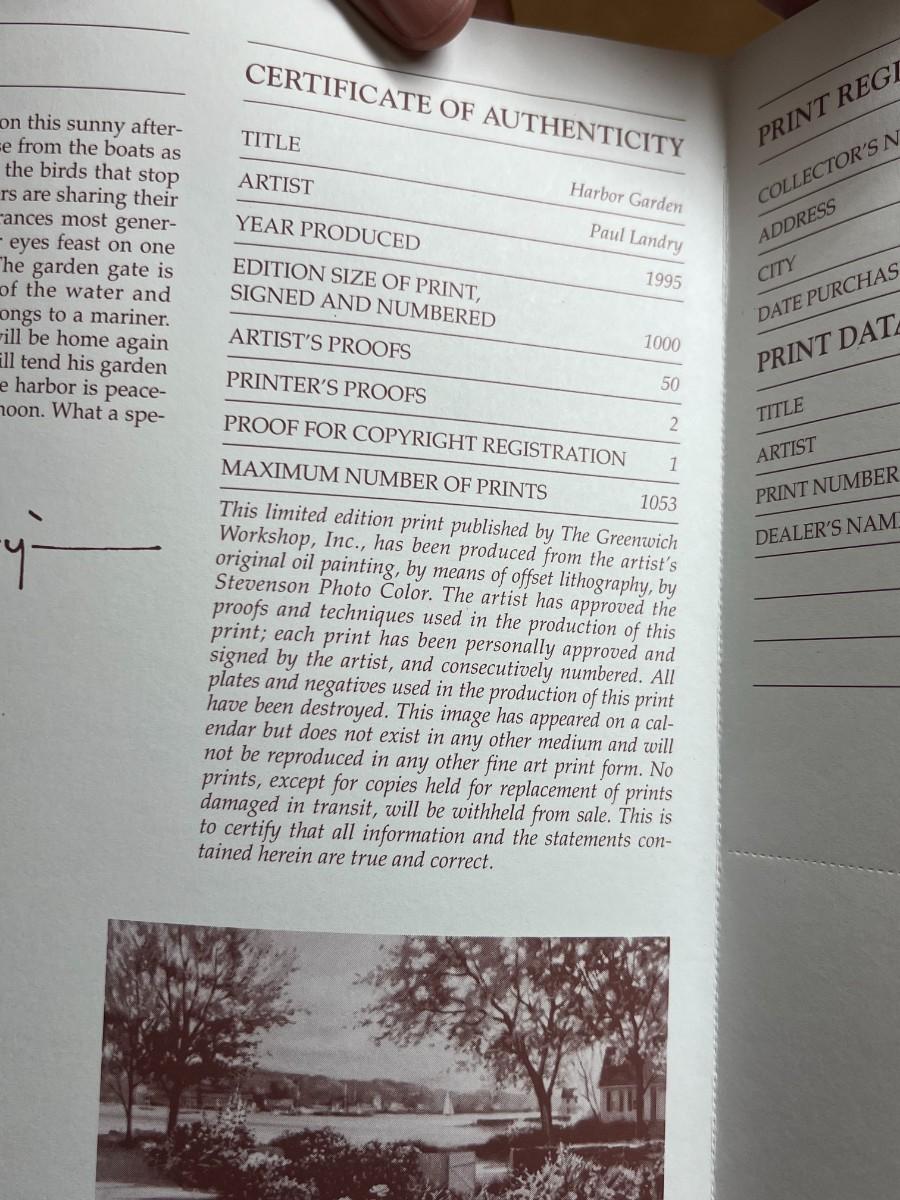 on this sunny after-
from the boats as
the birds that stop
are sharing their
most gener-
eyes feast on one
The garden gate is
of the water and
to a mariner.
will be home again
will tend his garden
harbor is peace-
What a spe-
CERTIFICATE OF AUTHENTICITY
TITLE
Harbor Garden
ARTIST
Paul Landry
YEAR PRODUCED
1995
EDITION SIZE OF PRINT,
SIGNED AND NUMBERED
1000
ARTIST'S PROOFS
50
PRINTER'S PROOFS
2
PROOF FOR COPYRIGHT REGISTRATION
1
MAXIMUM NUMBER OF PRINTS
1053
This limited edition print published by The Greenwich
Workshop, Inc., has been produced from the artist's
original oil painting, by means of offset lithography, by
Stevenson Photo Color. The artist has approved the
proofs and techniques used in the production of this
print; each print has been personally approved and
signed by the artist, and consecutively numbered. All
plates and negatives used in the production of this print
have been destroyed. This image has appeared on a cal-
endar but does not exist in any other medium and will
not be reproduced in any other fine art print form. No
prints, except for copies held for replacement of prints
damaged in transit, will be withheld from sale. This is
to certify that all information and the statements con-
tained herein are true and correct.
PRINT REGI
COLLECTOR'S N
ADDRESS
CITY
DATE PURCHAS
PRINT DATA
TITLE
ARTIST
PRINT NUMBER
DEALER'S NAM